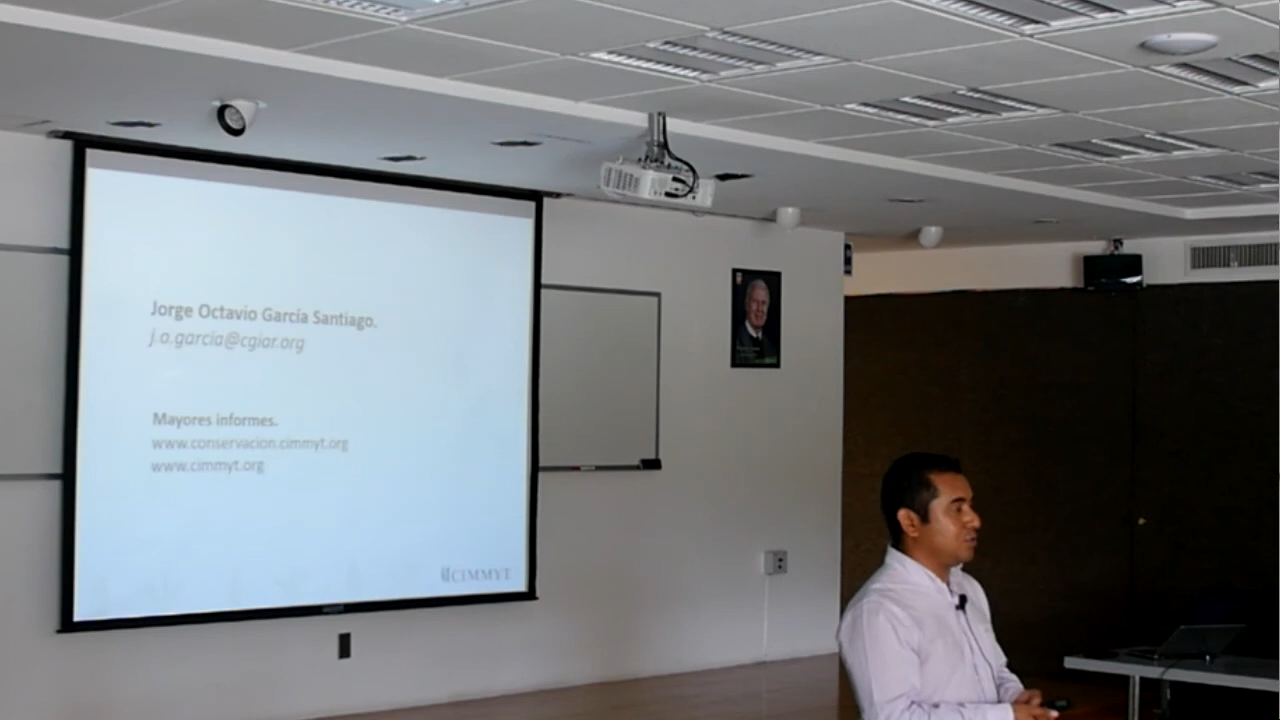 Jorge Octavio García Santiago.
j.o.garcia@cgiar.org
Mayores informes.
www.conservacion.cimmyt.org
www.cimmyt.org
CIMMYT